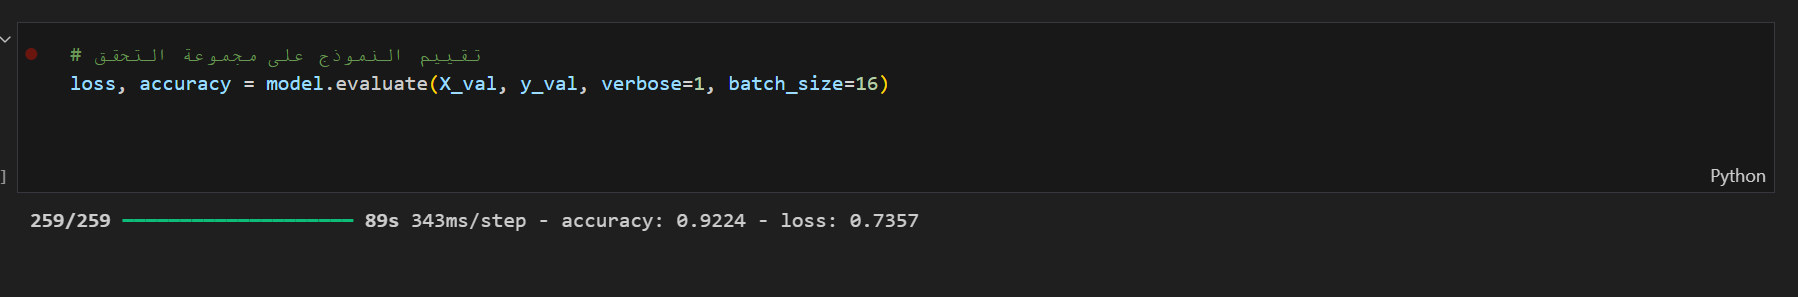 # تقييم النموذج على مجموعة التحقق
loss, accuracy = model.evaluate(X_val, y_val, verbose=1, batch_size=16)
]
Python
259/259 ━━━━━━━━━━━━━━━━━━━━ 89s 343ms/step - accuracy: 0.9224 - loss: 0.7357